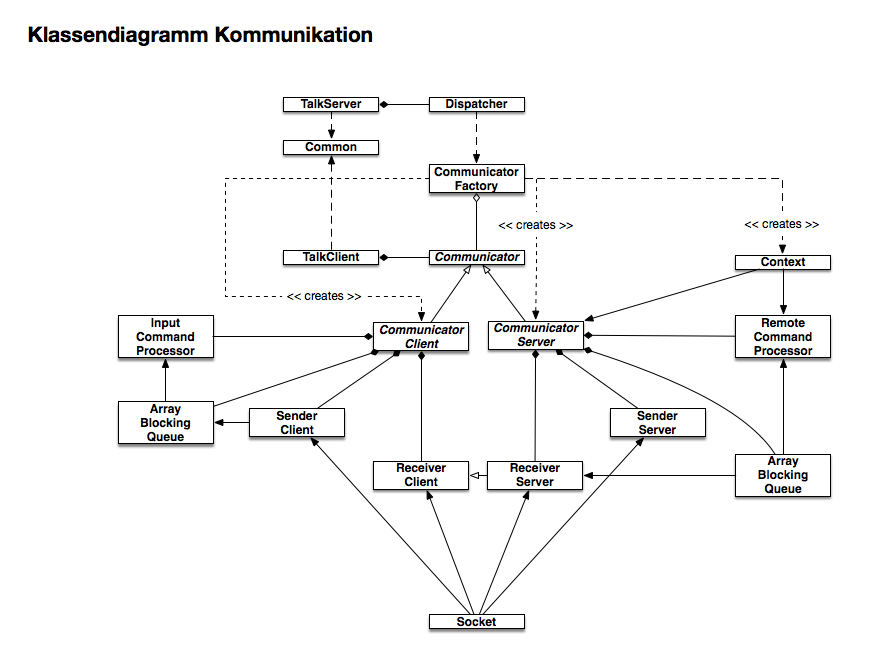 Klassendiagramm Kommunikation
TalkServer
Dispatcher
Common
Communicator
Factory
<< creates >>
<< creates >>
TalkClient
Communicator
Context
<< creates >>
Input
Command
Processor
Communicator
Client
Communicator
Server
Remote
Command
Processor
Array
Blocking
Queue
Sender
Client
Sender
Server
Receiver
Client
Receiver
Server
Array
Blocking
Queue
Socket